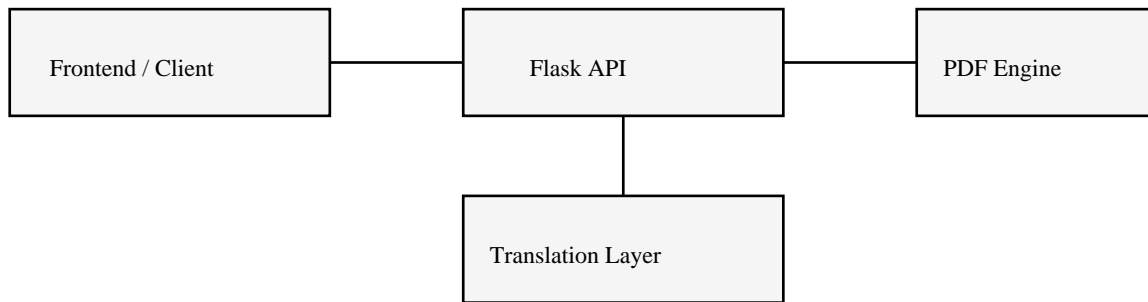 Frontend / Client
Flask API
PDF Engine
Translation Layer